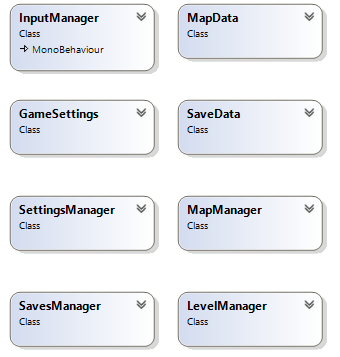 InputManager
Class
→ MonoBehaviour
MapData
Class
GameSettings
Class
SaveData
Class
SettingsManager
Class
MapManager
Class
SavesManager
Class
LevelManager
Class